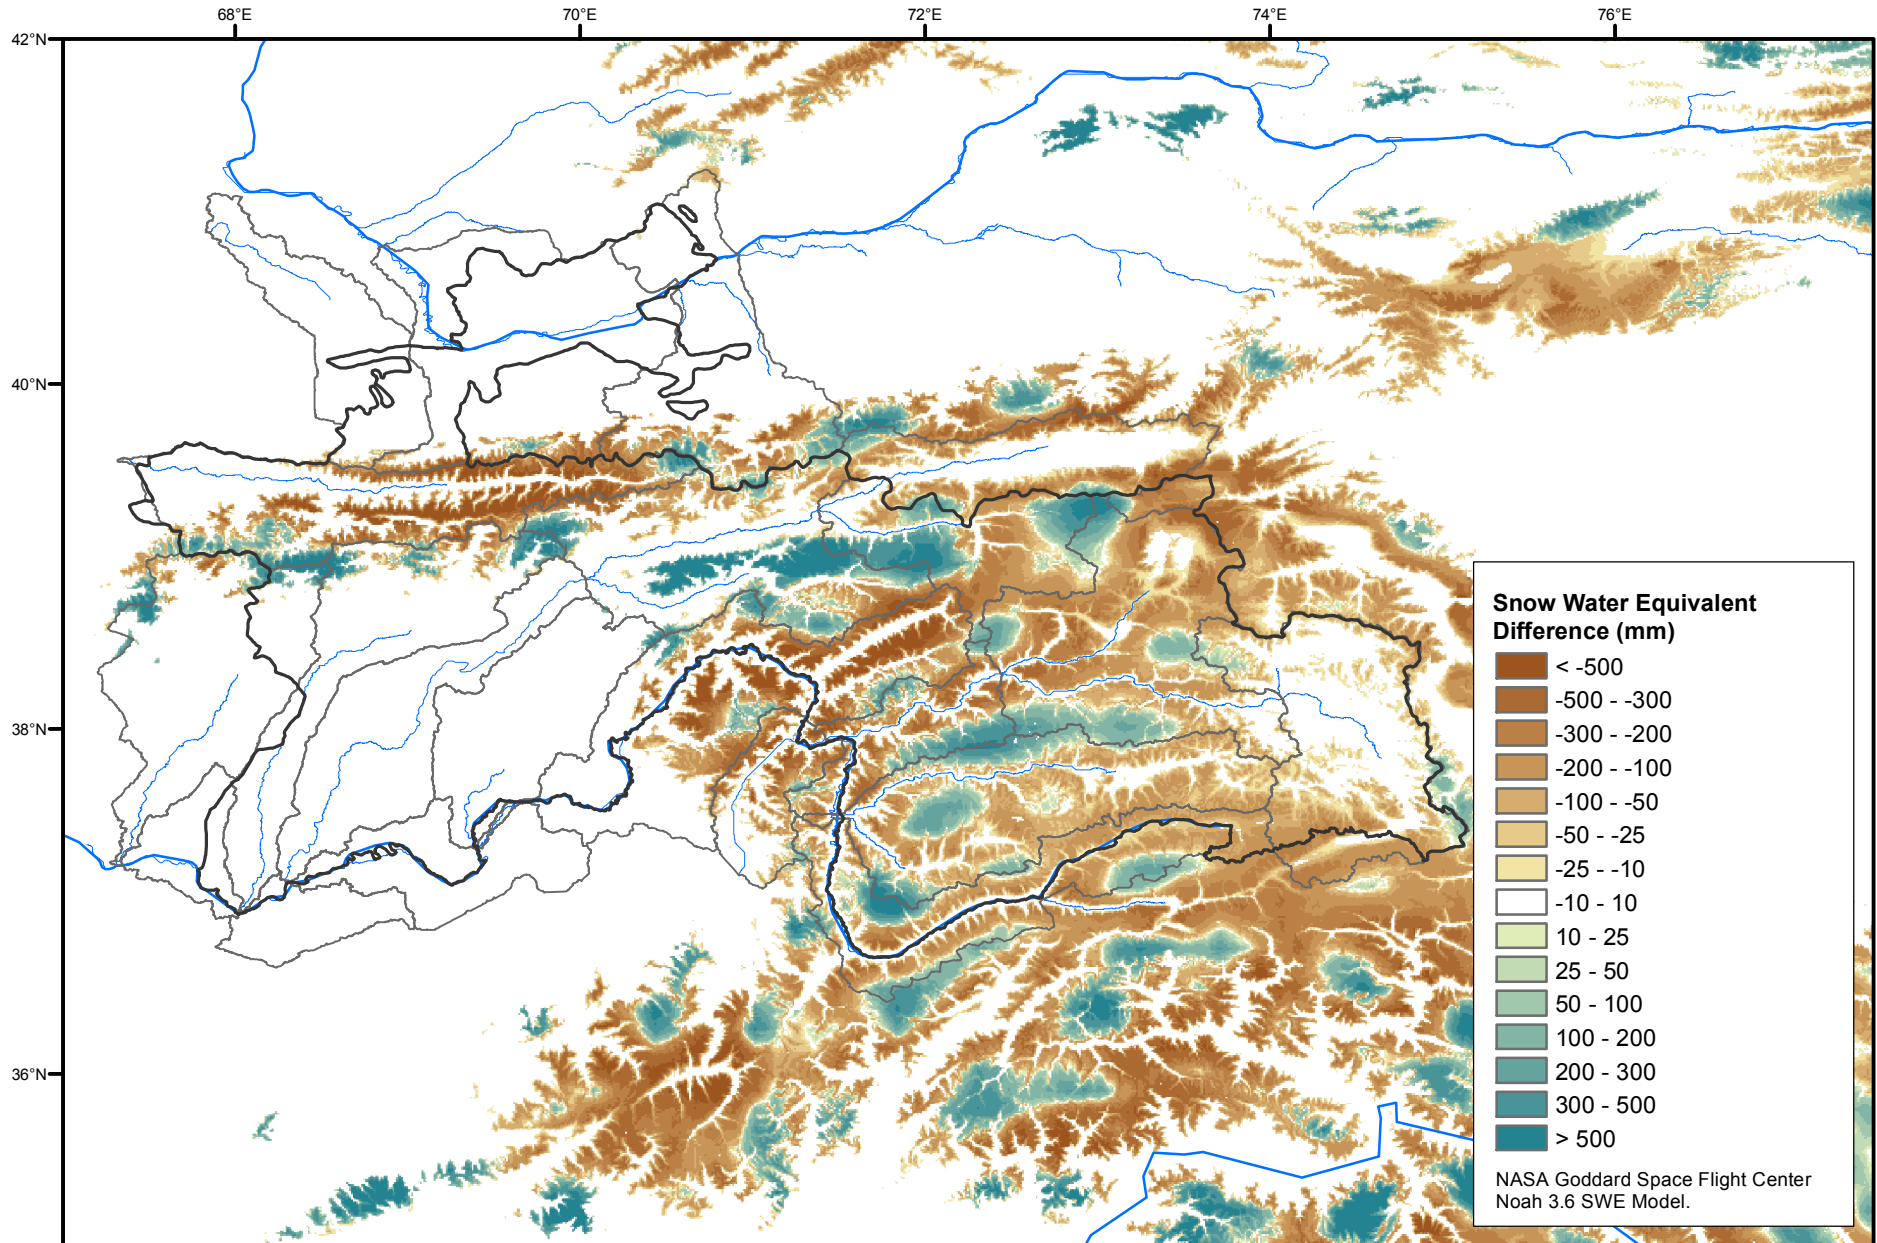 68°E 70°E 72°E 74°E 76°E
42°N
40°N
38°N
36°N
Snow Water Equivalent
Difference (mm)
< -500
-500 - -300
-300 - -200
-200 - -100
-100 - -50
-50 - -25
-25 - -10
-10 - 10
10 - 25
25 - 50
50 - 100
100 - 200
200 - 300
300 - 500
> 500
NASA Goddard Space Flight Center
Noah 3.6 SWE Model.